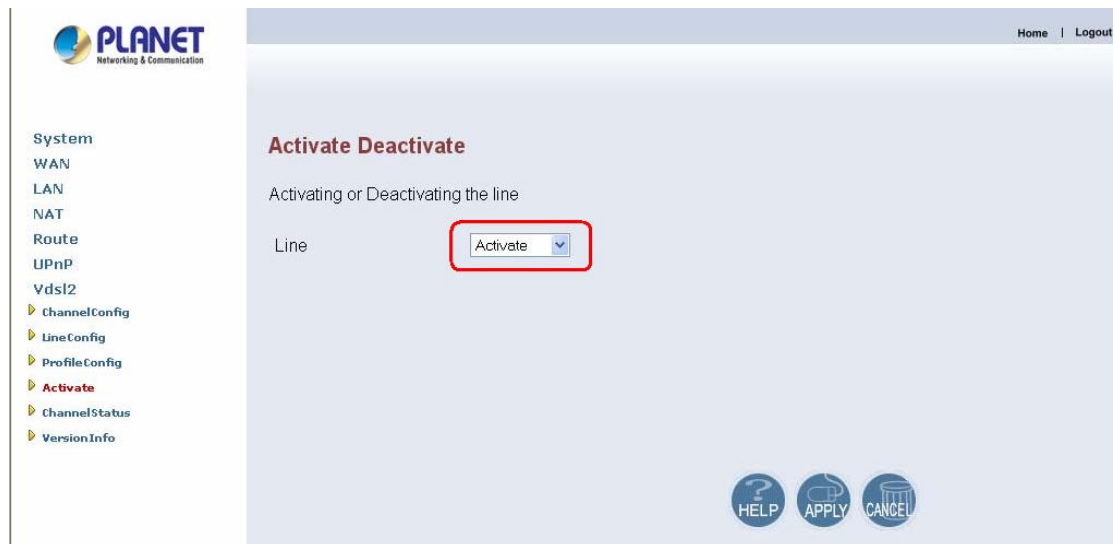 PLANET
Networking & Communication
Home | Logout
System
WAN
LAN
NAT
Route
UPnP
Vdsl2
ChannelConfig
LineConfig
ProfileConfig
Activate
ChannelStatus
VersionInfo
Activate Deactivate
Activating or Deactivating the line
Line Activate
HELP APPLY CANCEL